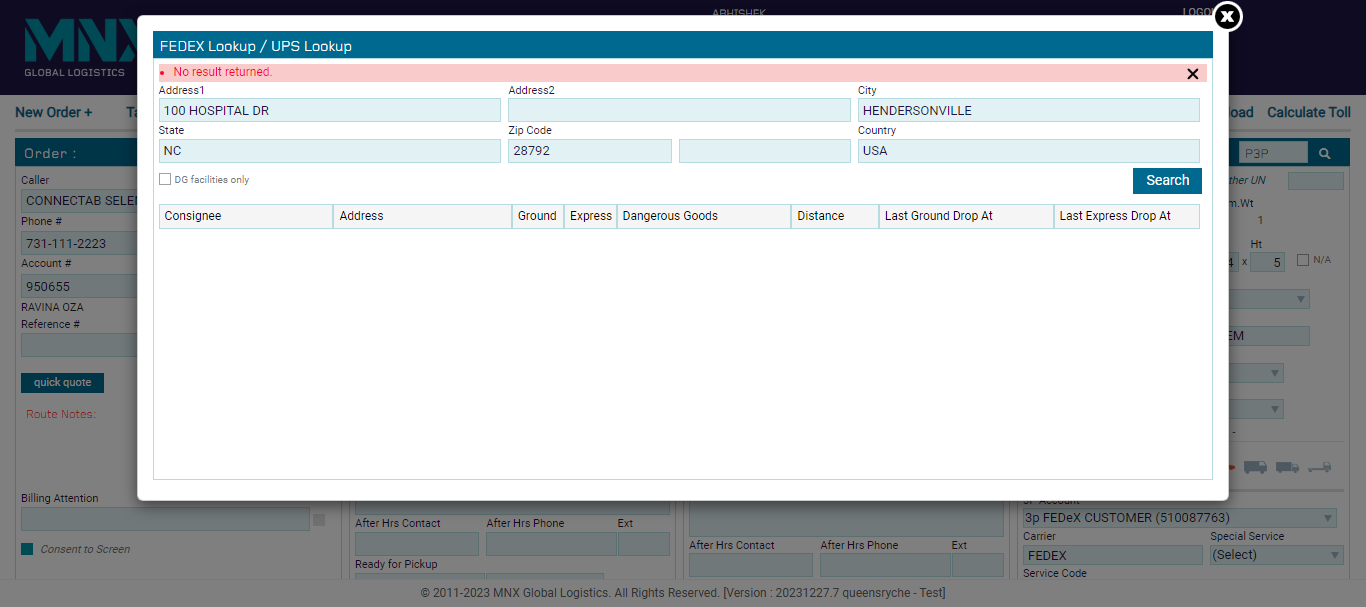 ABHISHEK
LOGOU
MNX
GLOBAL LOGISTICS
FEDEX Lookup / UPS Lookup
No result returned.
Address1
Address2
City
100 HOSPITAL DR
HENDERSONVILLE
State
Zip Code
Country
NC
28792
USA
DG facilities only
Search
Consignee Address Ground Express Dangerous Goods Distance Last Ground Drop At Last Express Drop At
New Order +
Calculate Toll
Order :
P3P
Caller
UN
CONNECTAB SELE
Phone #
731-111-2223
Account #
950655
RAVINA OZA
Reference #
quick quote
Route Notes:
Billing Attention
Consent to Screen
.Wt
1
Ht
4 x 5
N/A
EM
-
After Hrs Contact
After Hrs Phone
Ext
Ready for Pickup
After Hrs Contact
After Hrs Phone
Ext
3P Account
3p FEDeX CUSTOMER (510087763)
Carrier
Special Service
FEDEX
(Select)
Service Code
© 2011-2023 MNX Global Logistics. All Rights Reserved. [Version : 20231227.7 queensryche - Test]